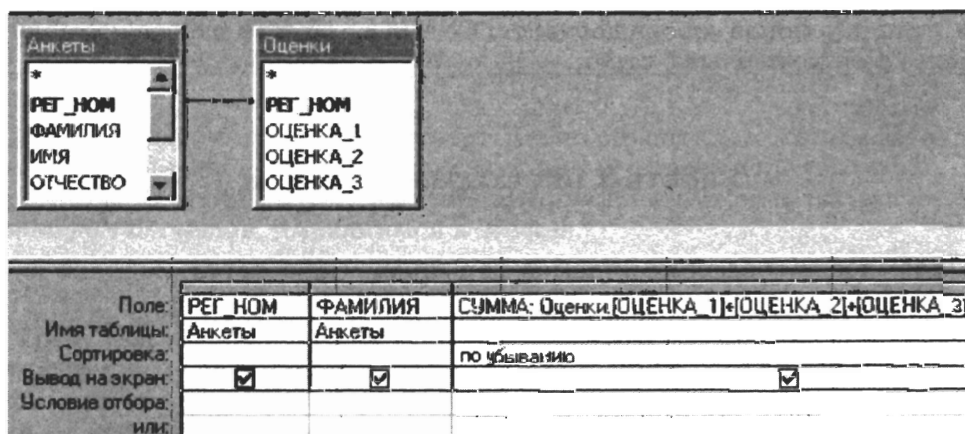 Анкеты
*
РЕГ_НОМ
ФАМИЛИЯ
ИМЯ
ОТЧЕСТВО
Оценки
*
РЕГ_НОМ
ОЦЕНКА_1
ОЦЕНКА_2
ОЦЕНКА_3
Поле: РЕГ_НОМ ФАМИЛИЯ СУММА: Оценки.[ОЦЕНКА_1]+[ОЦЕНКА_2]+[ОЦЕНКА_3]
Имя таблицы: Анкеты Анкеты
Сортировка: по убыванию
Вывод на экран:
Условие отбора:
или: